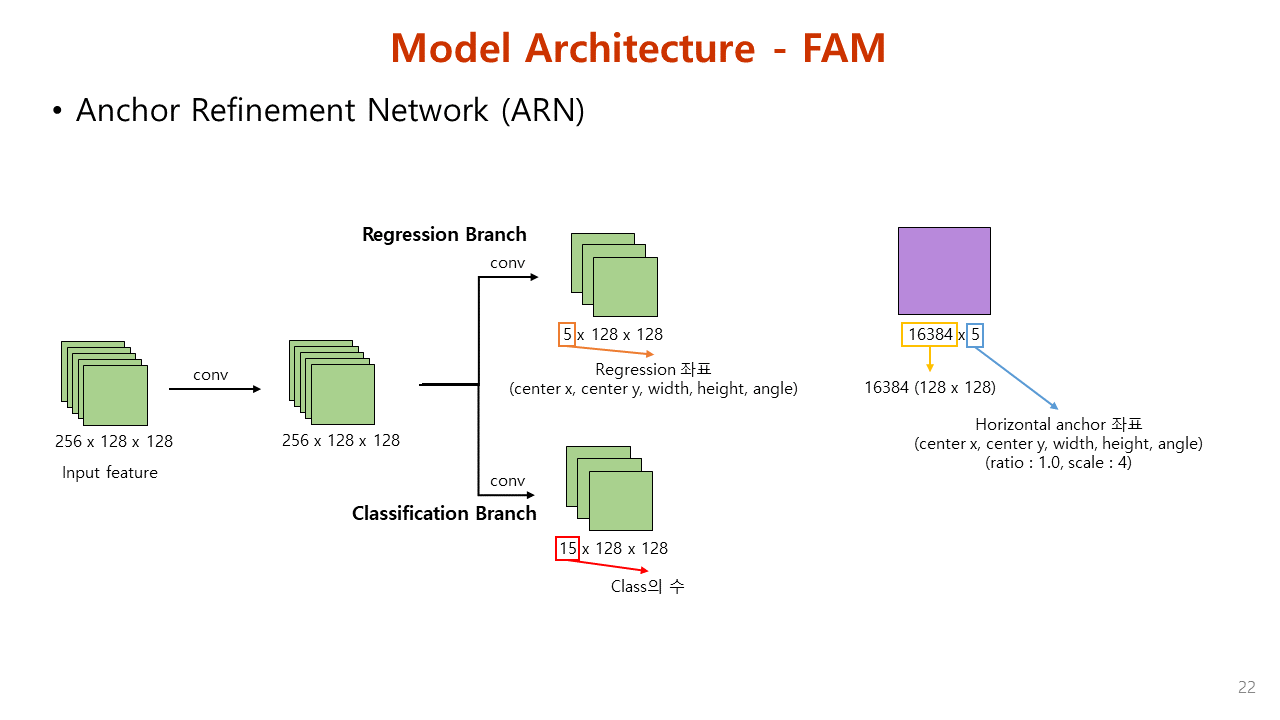 Model Architecture - FAM
• Anchor Refinement Network (ARN)
Regression Branch
conv
5 x 128 x 128
Regression 좌표
(center x, center y, width, height, angle)
conv
256 x 128 x 128
Input feature
256 x 128 x 128
conv
Classification Branch
15 x 128 x 128
Class의 수
16384 x 5
16384 (128 x 128)
Horizontal anchor 좌표
(center x, center y, width, height, angle)
(ratio : 1.0, scale : 4)
22